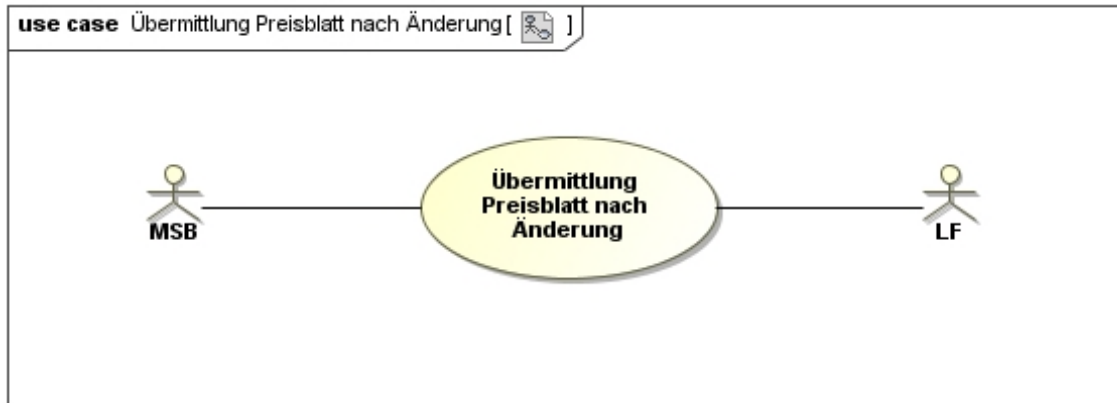 use case Übermittlung Preisblatt nach Änderung[ ]
Übermittlung
Preisblatt nach
Änderung
MSB
LF